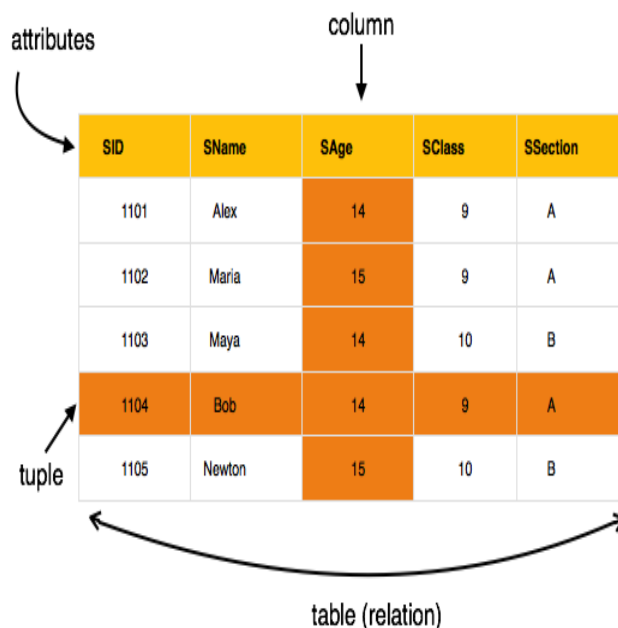 column
attributes
SID SName SAge SClass SSection
1101 Alex 14 9 A
1102 Maria 15 9 A
1103 Maya 14 10 B
1104 Bob 14 9 A
tuple
1105 Newton 15 10 B
table (relation)